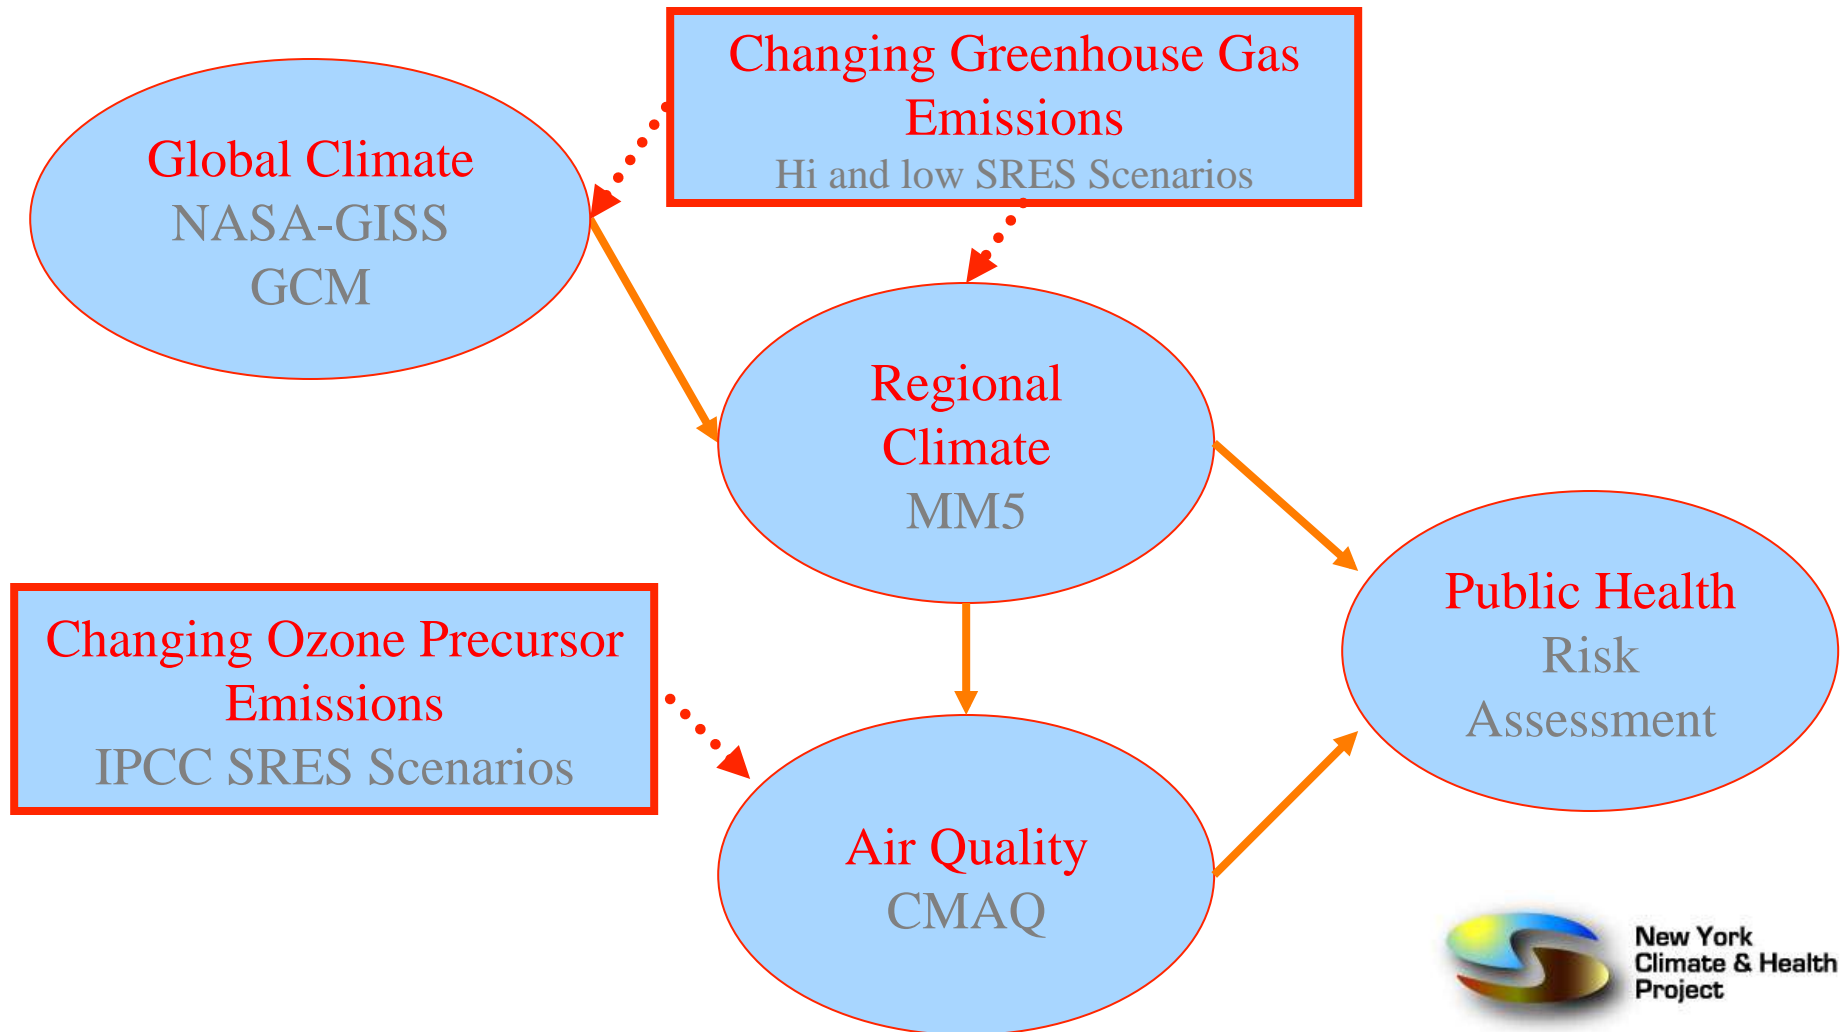 Changing Greenhouse Gas
Emissions
Hi and low SRES Scenarios
Global Climate
NASA-GISS
GCM
Regional
Climate
MM5
Public Health
Risk
Assessment
Changing Ozone Precursor
Emissions
IPCC SRES Scenarios
Air Quality
CMAQ
New York
Climate & Health
Project